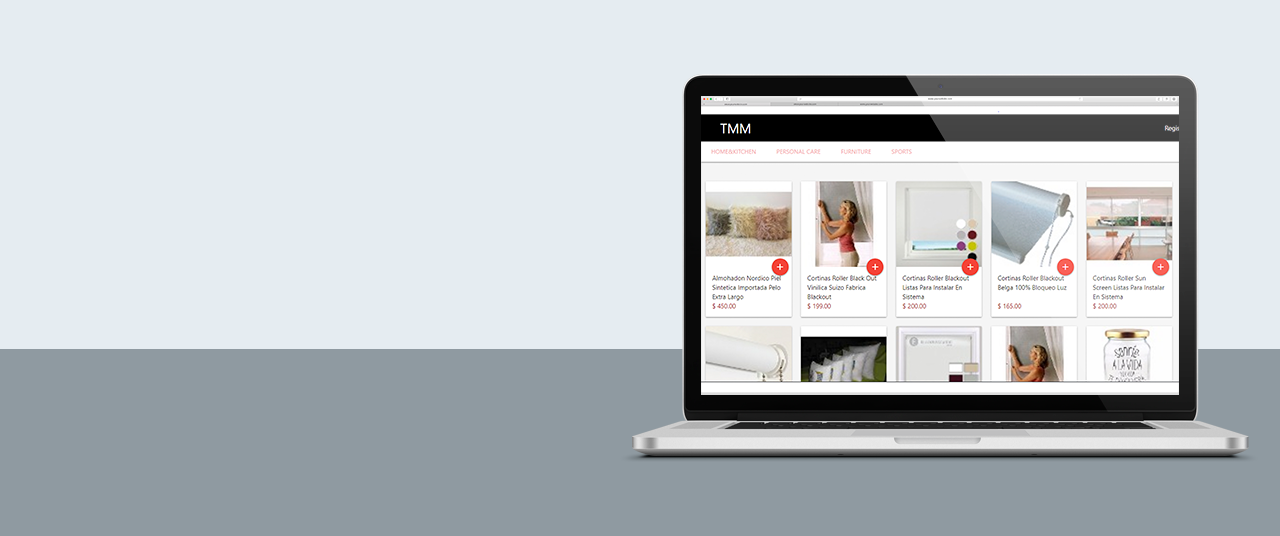 TMM
Regis
HOME&KITCHEN PERSONAL CARE FURNITURE SPORTS
Almohadon Nordico Piel
Sintetica Importada Pelo
Extra Largo
$ 450.00
Cortinas Roller Black Out
Vinilica Suizo Fabrica
Blackout
$ 199.00
Cortinas Roller Blackout
Listas Para Instalar En
Sistema
$ 200.00
Cortinas Roller Blackout
Belga 100% Bloqueo Luz
$ 165.00
Cortinas Roller Sun
Screen Listas Para Instalar
En Sistema
$ 200.00
Sonríe
A LA VIDA